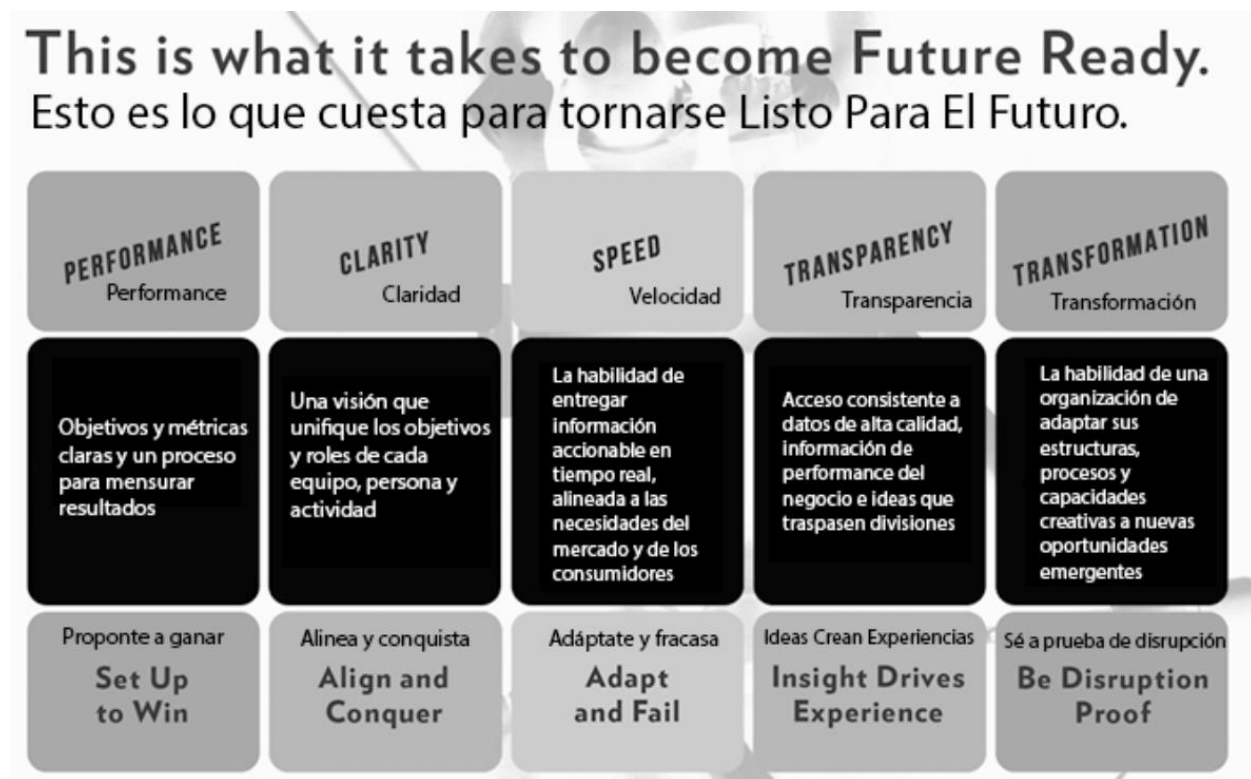 This is what it takes to become Future Ready.
Esto es lo que cuesta para tornarse Listo Para El Futuro.
PERFORMANCE
Performance
CLARITY
Claridad
SPEED
Velocidad
TRANSPARENCY
Transparencia
TRANSFORMATION
Transformación
Objetivos y métricas
claras y un proceso
para mensurar
resultados
Una visión que
unifique los objetivos
y roles de cada
equipo, persona y
actividad
La habilidad de
entregar
información
accionable en
tiempo real,
alineada a las
necesidades del
mercado y de los
consumidores
Acceso consistente a
datos de alta calidad,
información de
performance del
negocio e ideas que
traspasen divisiones
La habilidad de una
organización de
adaptar sus
estructuras,
procesos y
capacidades
creativas a nuevas
oportunidades
emergentes
Proponte a ganar
Set Up
to Win
Alinea y conquista
Align and
Conquer
Adáptate y fracasa
Adapt
and Fail
Ideas Crean Experiencias
Insight Drives
Experience
Sé a prueba de disrupción
Be Disruption
Proof